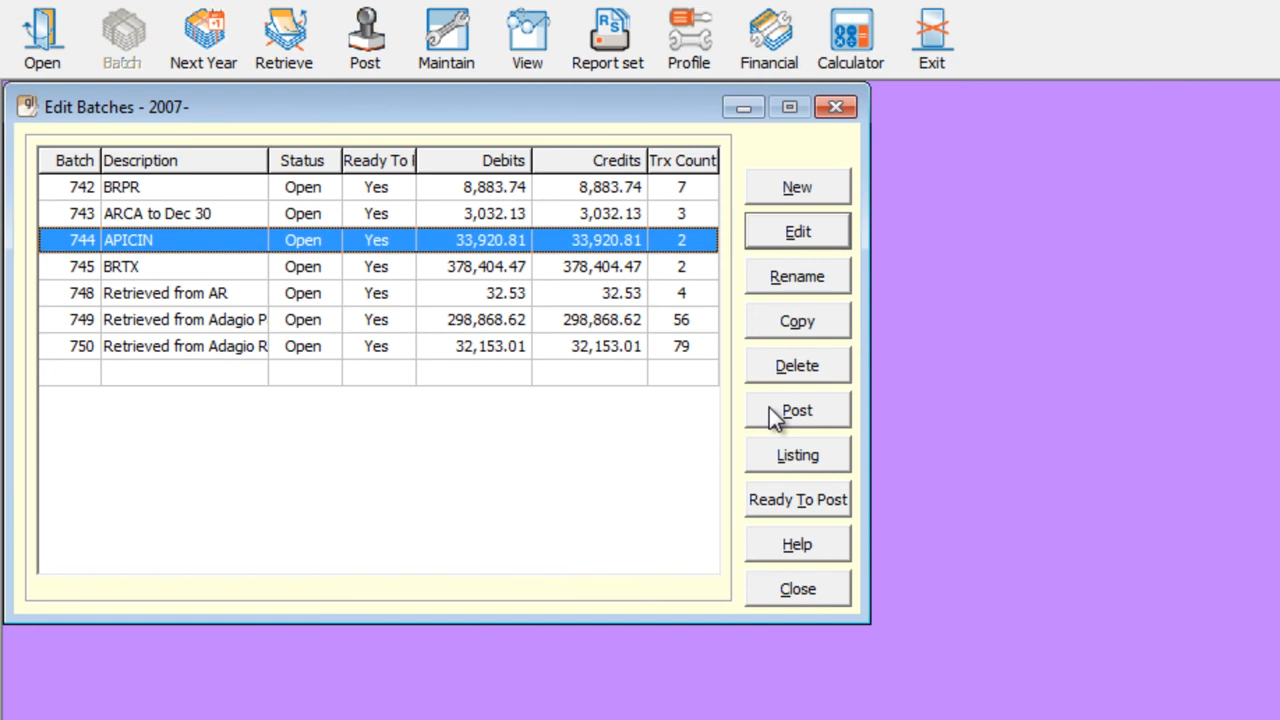 Open Batch Next Year Retrieve Post Maintain View Report set Profile Financial Calculator Exit
Edit Batches - 2007-
Batch Description Status Ready To Debits Credits Trx Count
742 BRPR Open Yes 8,883.74 8,883.74 7
743 ARCA to Dec 30 Open Yes 3,032.13 3,032.13 3
744 APICIN Open Yes 33,920.81 33,920.81 2
745 BRTX Open Yes 378,404.47 378,404.47 2
748 Retrieved from AR Open Yes 32.53 32.53 4
749 Retrieved from Adagio P Open Yes 298,868.62 298,868.62 56
750 Retrieved from Adagio R Open Yes 32,153.01 32,153.01 79
New
Edit
Rename
Copy
Delete
Post
Listing
Ready To Post
Help
Close